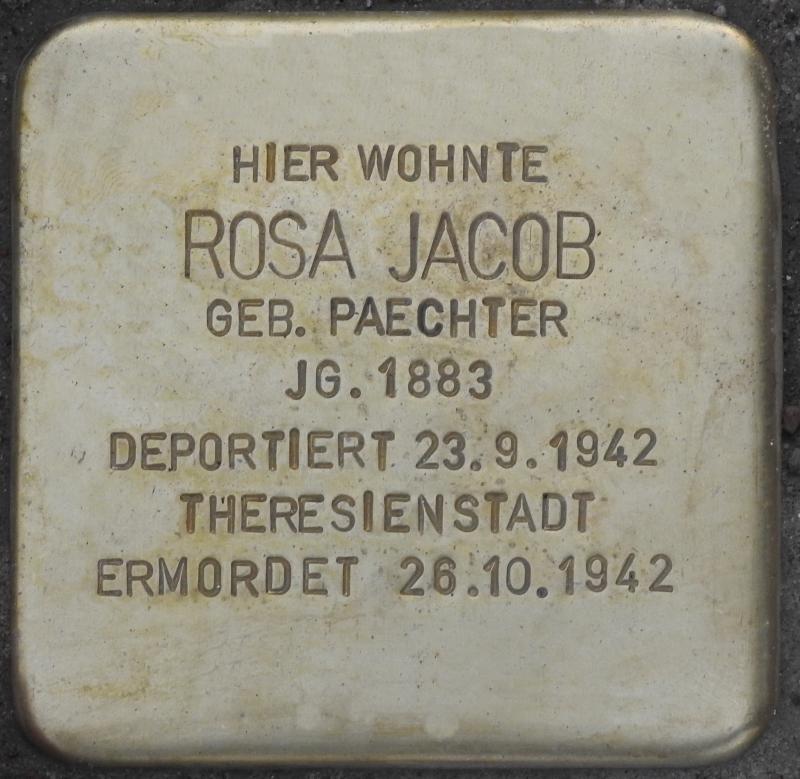 HIER WOHNTE
ROSA JACOB
GEB. PAECHTER
JG. 1883
DEPORTIERT 23.9.1942
THERESIENSTADT
ERMORDET 26.10.1942